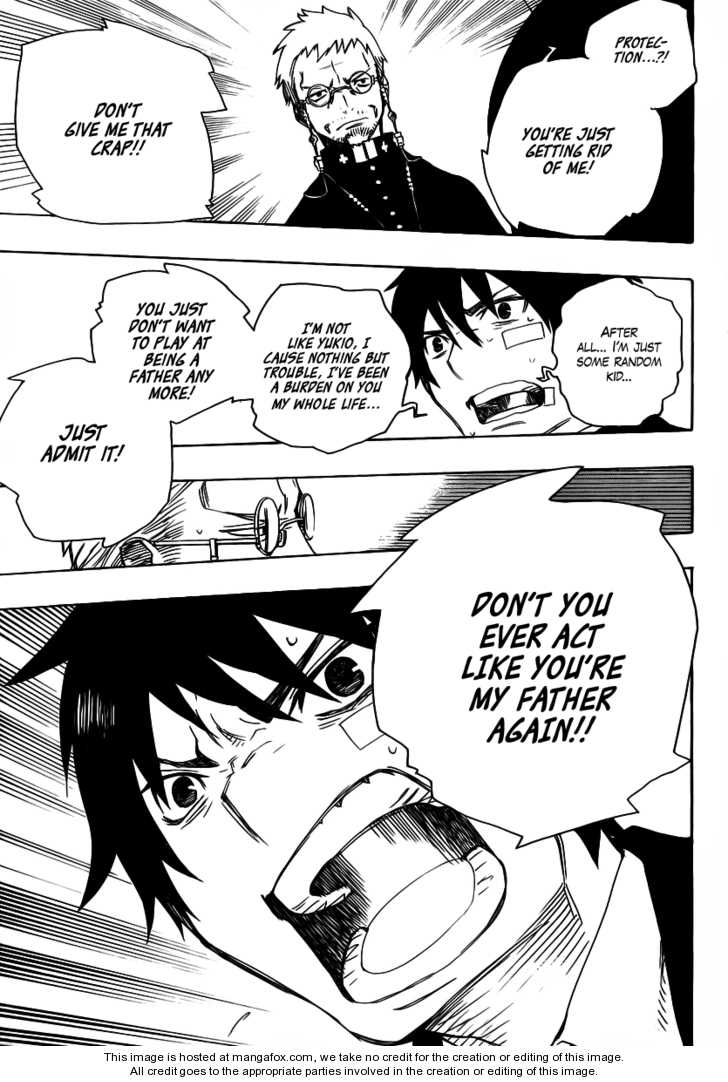 PROTEC-
TION...?!
YOU'RE JUST
GETTING RID
OF ME!
DON'T
GIVE ME THAT
CRAP!!
AFTER
ALL... I'M JUST
SOME RANDOM
KID...
I'M NOT
LIKE YUKIO, I
CAUSE NOTHING BUT
TROUBLE, I'VE BEEN
A BURDEN ON YOU
MY WHOLE LIFE...
YOU JUST
DON'T WANT
TO PLAY AT
BEING A
FATHER ANY
MORE!
JUST
ADMIT IT!
DON'T YOU
EVER ACT
LIKE YOU'RE
MY FATHER
AGAIN!!
This image is hosted at mangafox.com, we take no credit for the creation or editing of this image.
All credit goes to the appropriate parties involved in the creation or editing of this image.